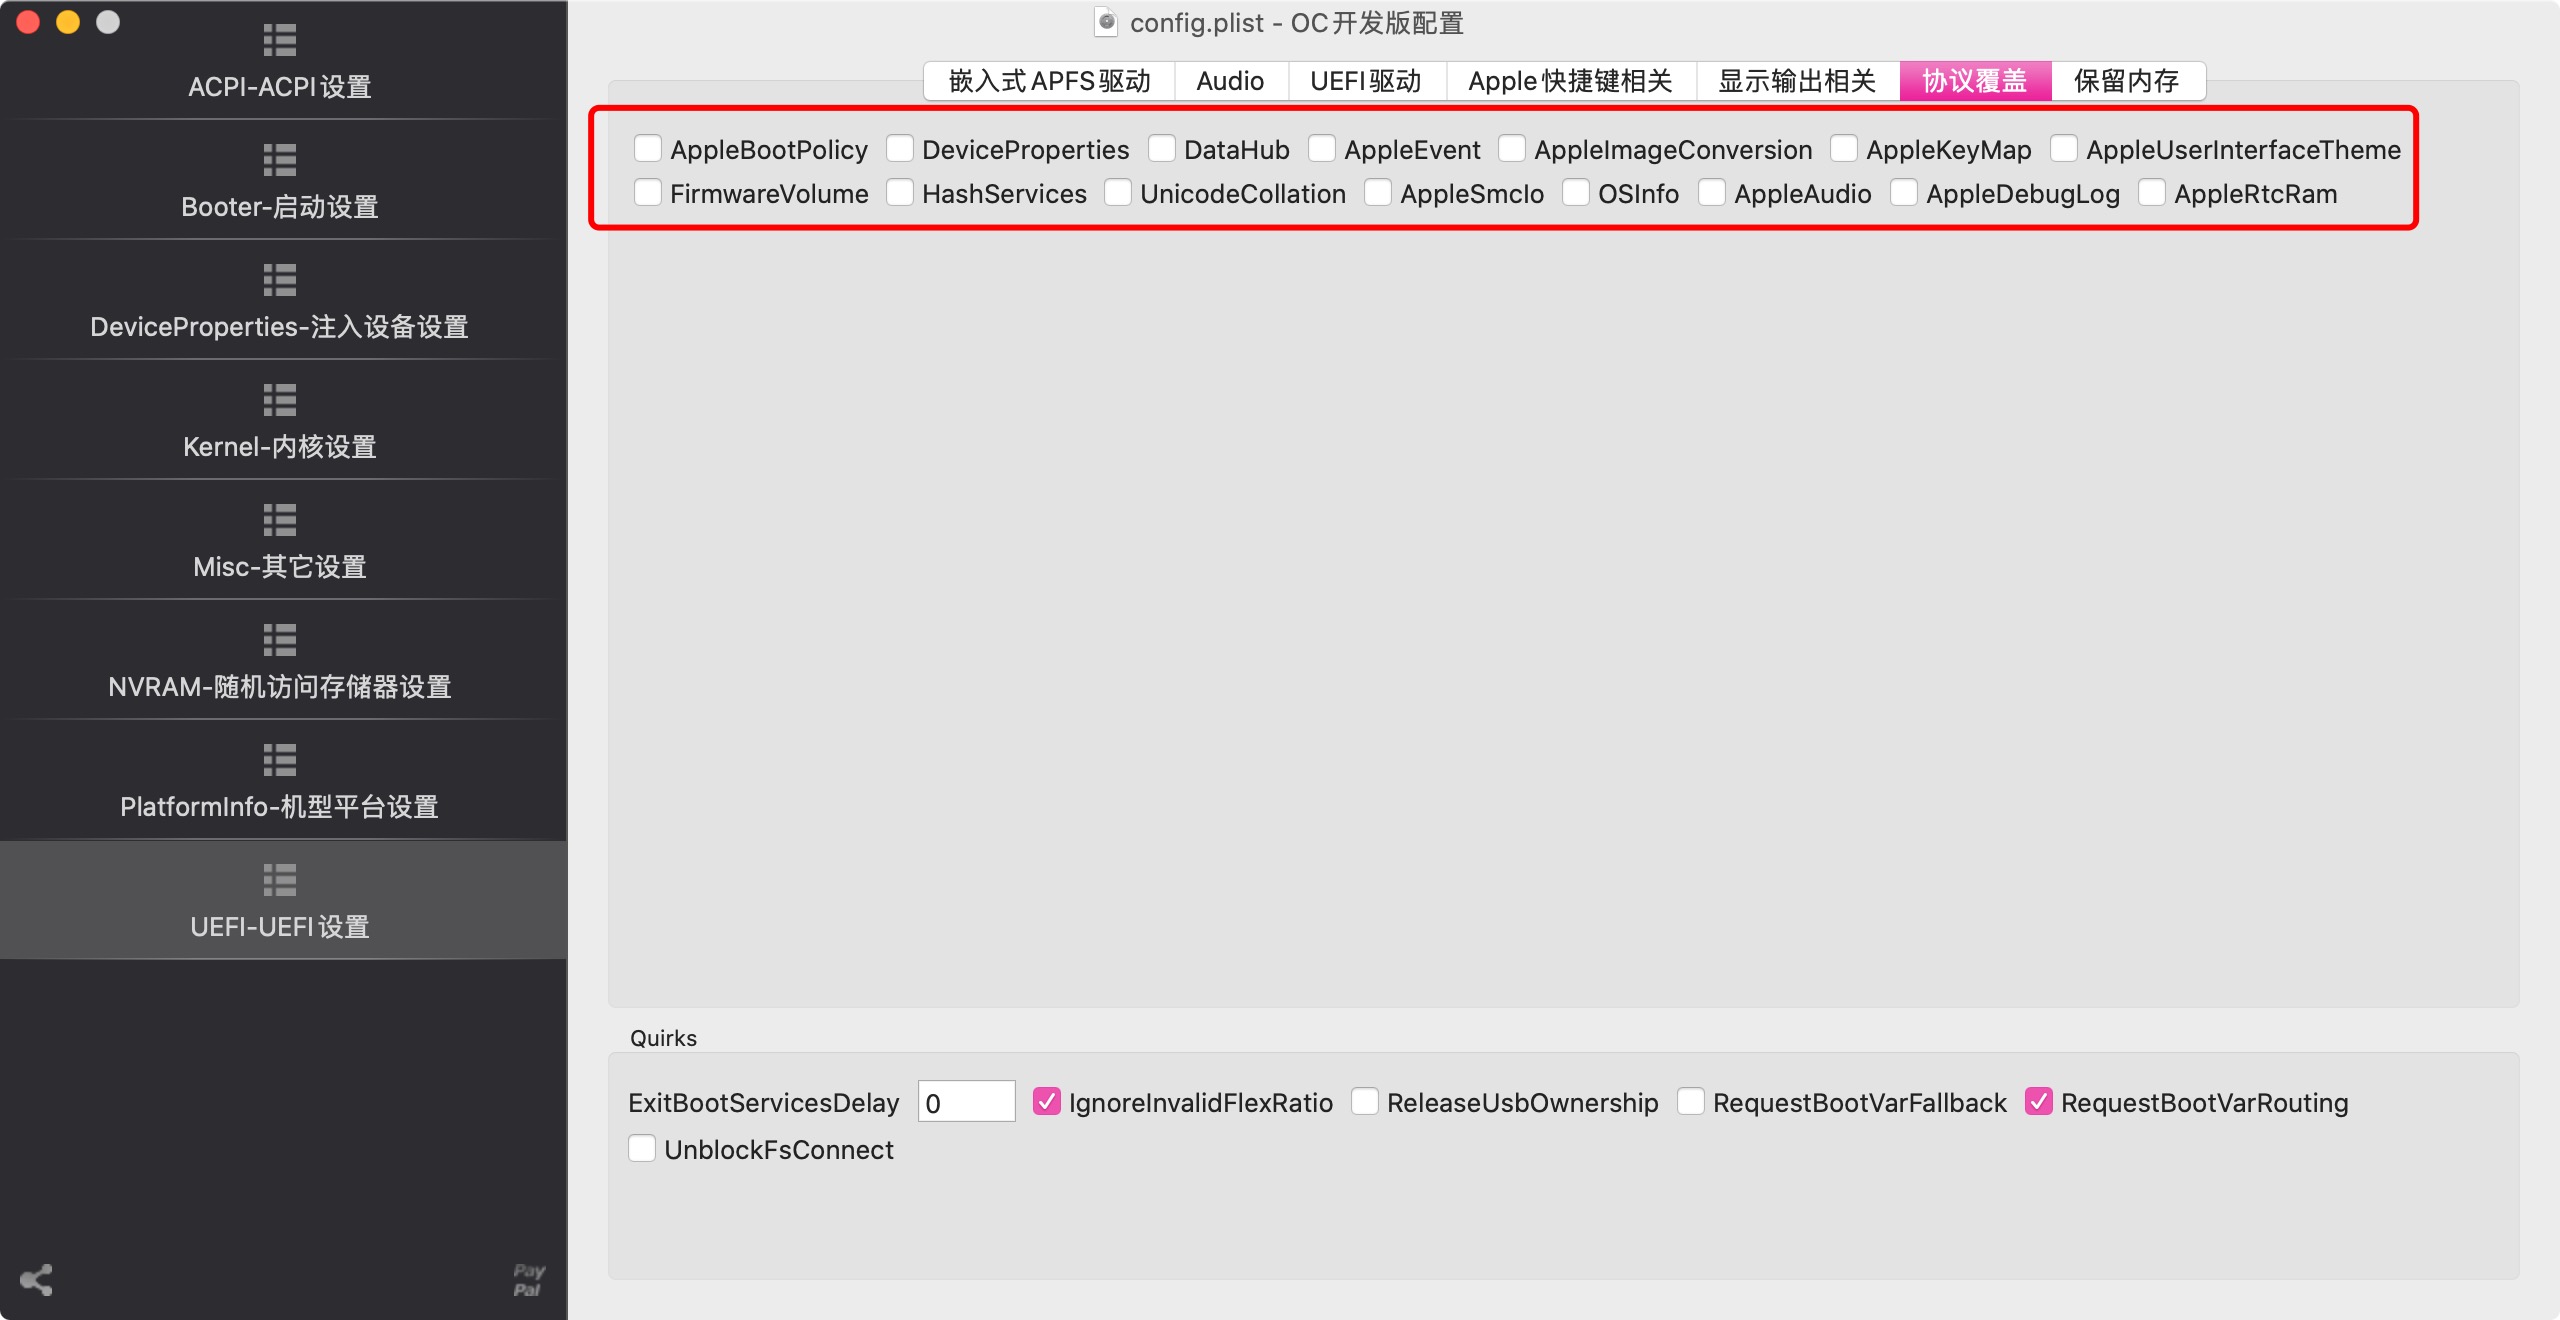 config.plist - OC开发版配置
ACPI-ACPI设置
Booter-启动设置
DeviceProperties-注入设备设置
Kernel-内核设置
Misc-其它设置
NVRAM-随机访问存储器设置
PlatformInfo-机型平台设置
UEFI-UEFI设置
Pay
Pal
嵌入式APFS驱动 Audio UEFI驱动 Apple快捷键相关 显示输出相关 协议覆盖 保留内存
AppleBootPolicy DeviceProperties DataHub AppleEvent AppleImageConversion AppleKeyMap AppleUserInterfaceTheme
FirmwareVolume HashServices UnicodeCollation AppleSmcIo OSInfo AppleAudio AppleDebugLog AppleRtcRam
Quirks
ExitBootServicesDelay 0 IgnoreInvalidFlexRatio ReleaseUsbOwnership RequestBootVarFallback RequestBootVarRouting
UnblockFsConnect